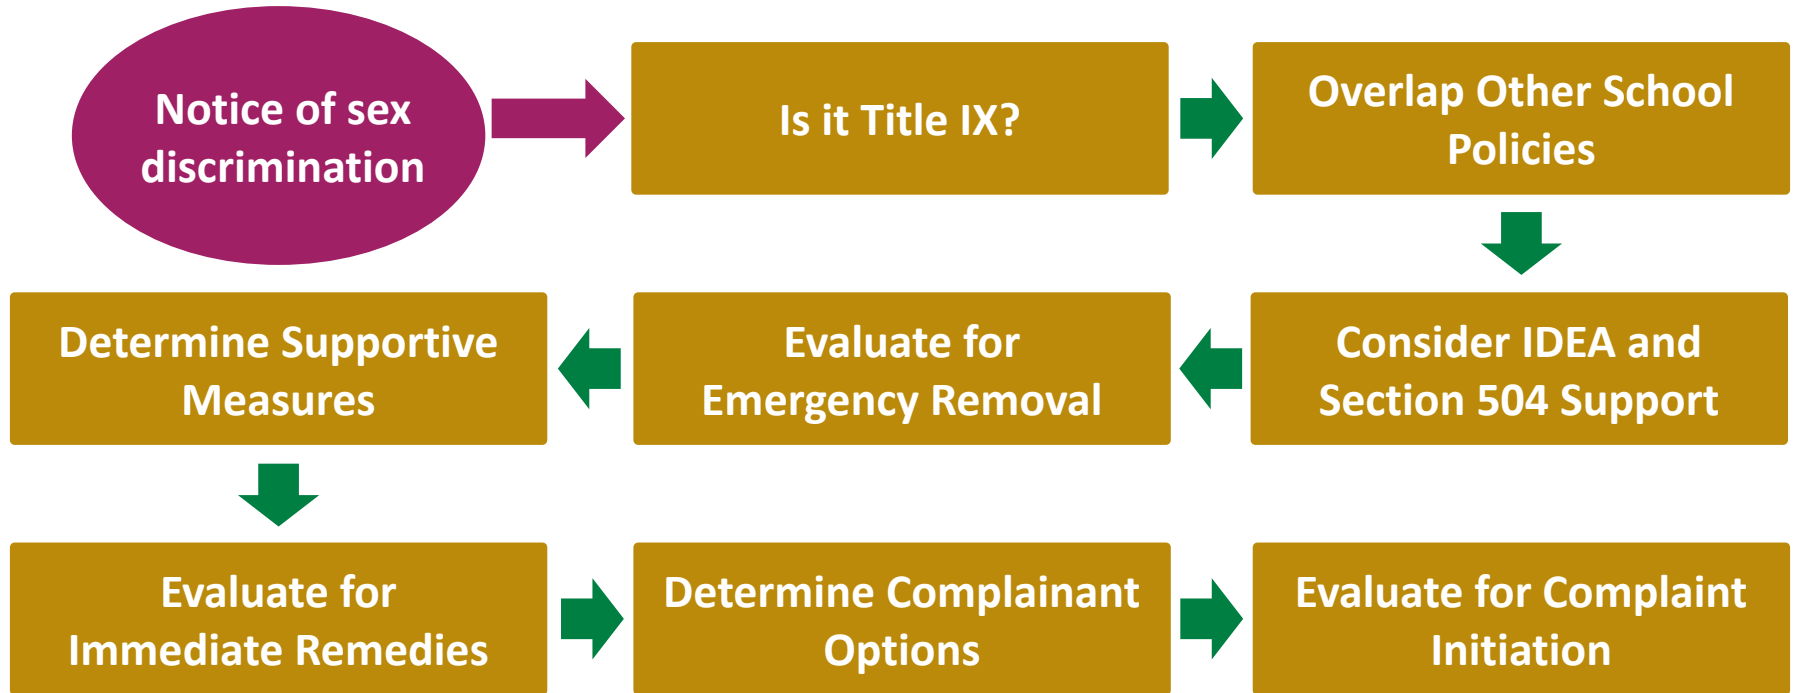 Notice of sex
discrimination
Is it Title IX?
Overlap Other School
Policies
Consider IDEA and
Section 504 Support
Evaluate for
Emergency Removal
Determine Supportive
Measures
Evaluate for
Immediate Remedies
Determine Complainant
Options
Evaluate for Complaint
Initiation